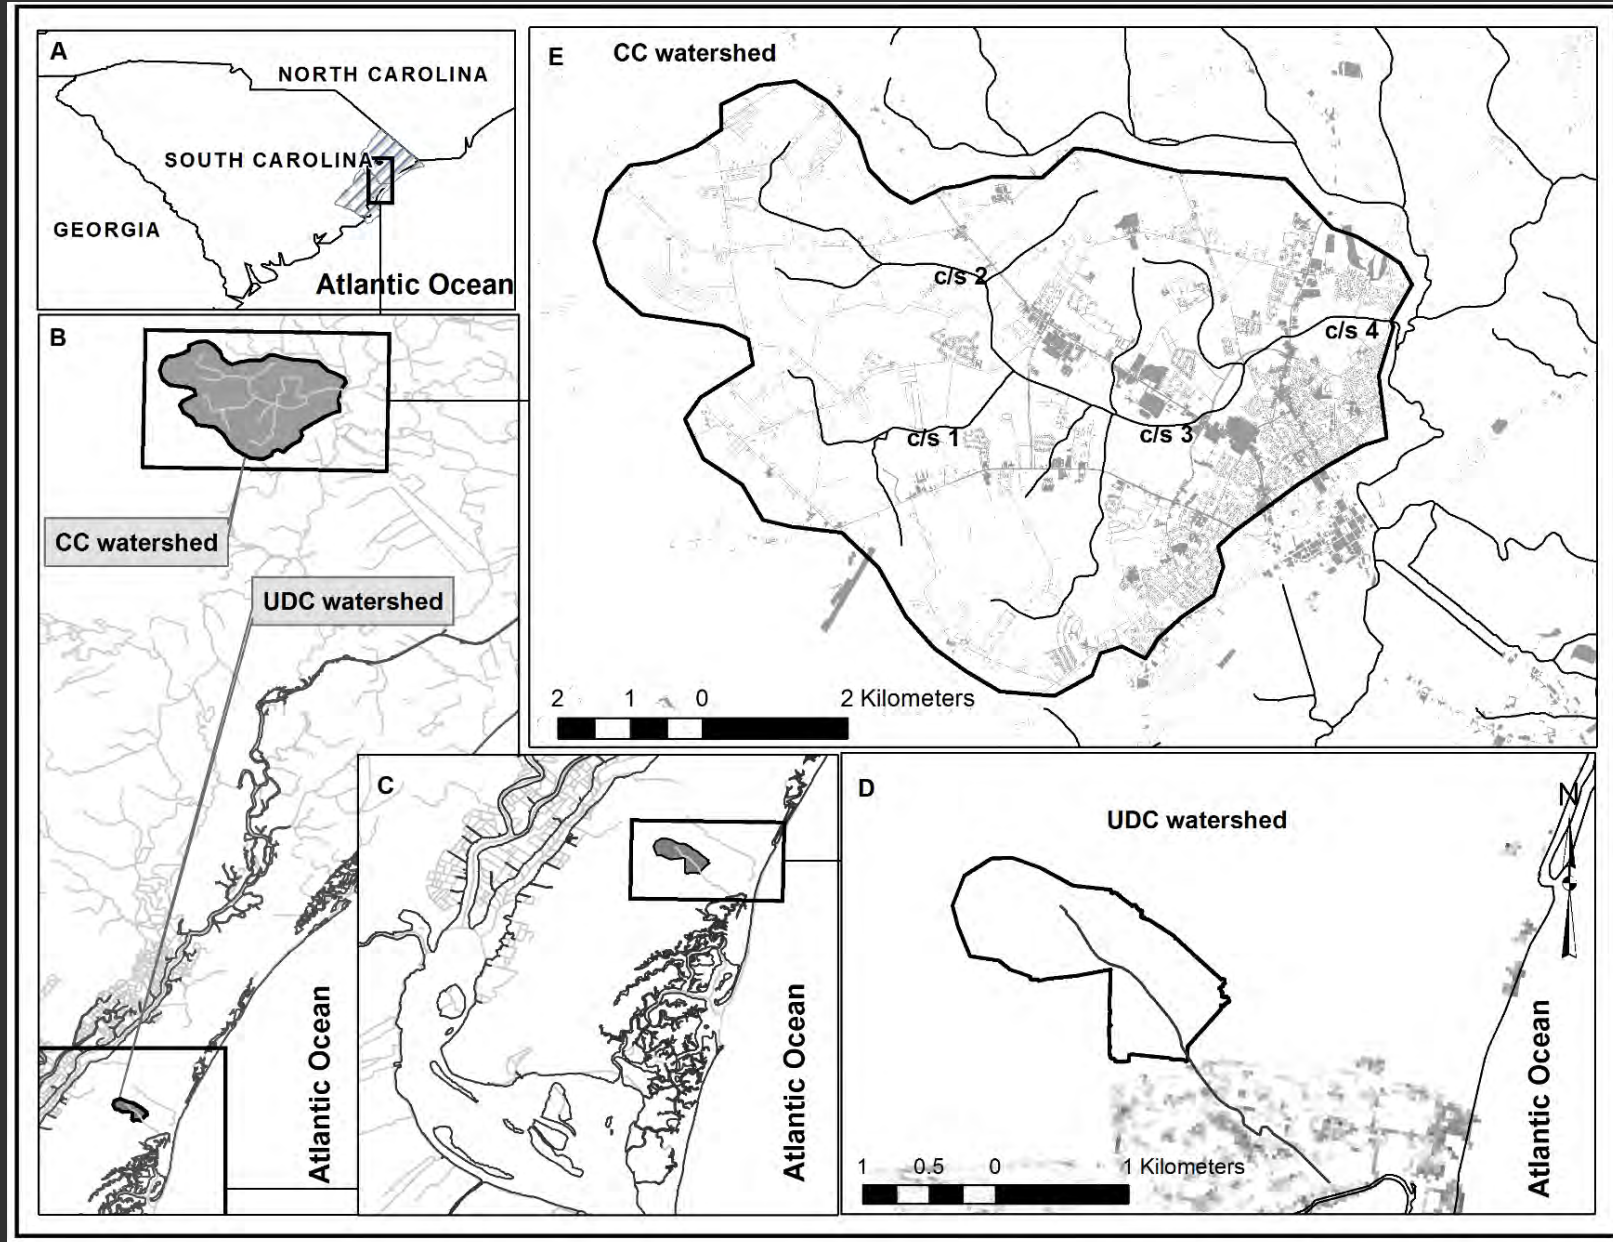 A
NORTH CAROLINA
SOUTH CAROLINA
GEORGIA
Atlantic Ocean
B
CC watershed
UDC watershed
Atlantic Ocean
C
Atlantic Ocean
D
UDC watershed
N
Atlantic Ocean
1 0.5 0 1 Kilometers
E
CC watershed
c/s 2
c/s 4
c/s 1
c/s 3
2 1 0 2 Kilometers